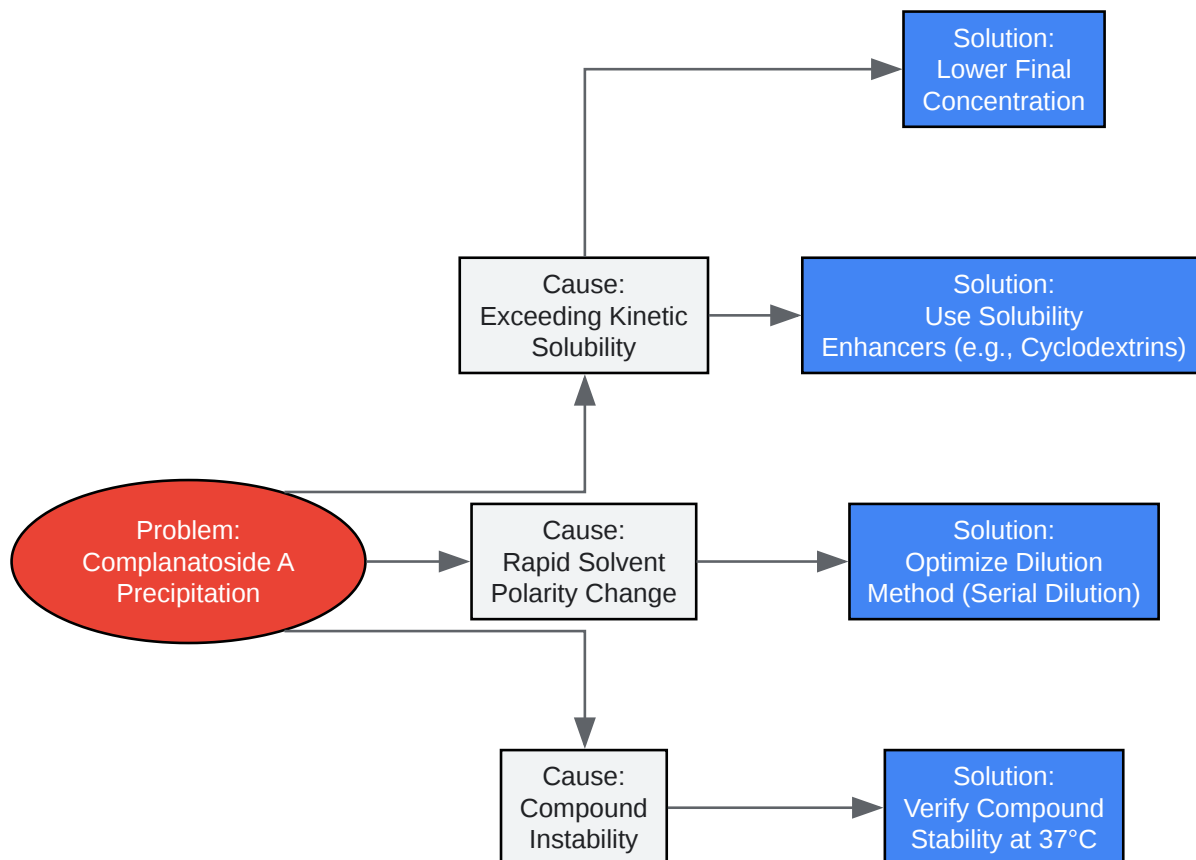 Solution:
Lower Final
Concentration
Cause:
Exceeding Kinetic
Solubility
Solution:
Use Solubility
Enhancers (e.g., Cyclodextrins)
Problem:
Complanatoside A
Precipitation
Cause:
Rapid Solvent
Polarity Change
Solution:
Optimize Dilution
Method (Serial Dilution)
Cause:
Compound
Instability
Solution:
Verify Compound
Stability at 37°C